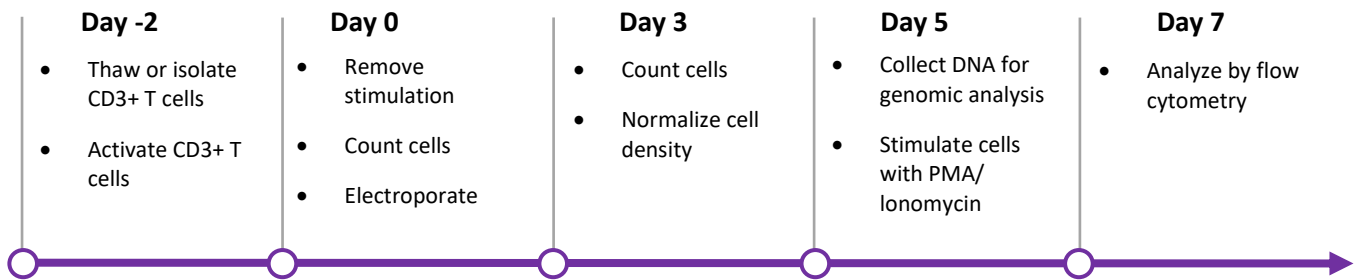 Day -2
• Thaw or isolate
CD3+ T cells
• Activate CD3+ T
cells
Day 0
• Remove
stimulation
• Count cells
• Electroporate
Day 3
• Count cells
• Normalize cell
density
Day 5
• Collect DNA for
genomic analysis
• Stimulate cells
with PMA/
Ionomycin
Day 7
• Analyze by flow
cytometry